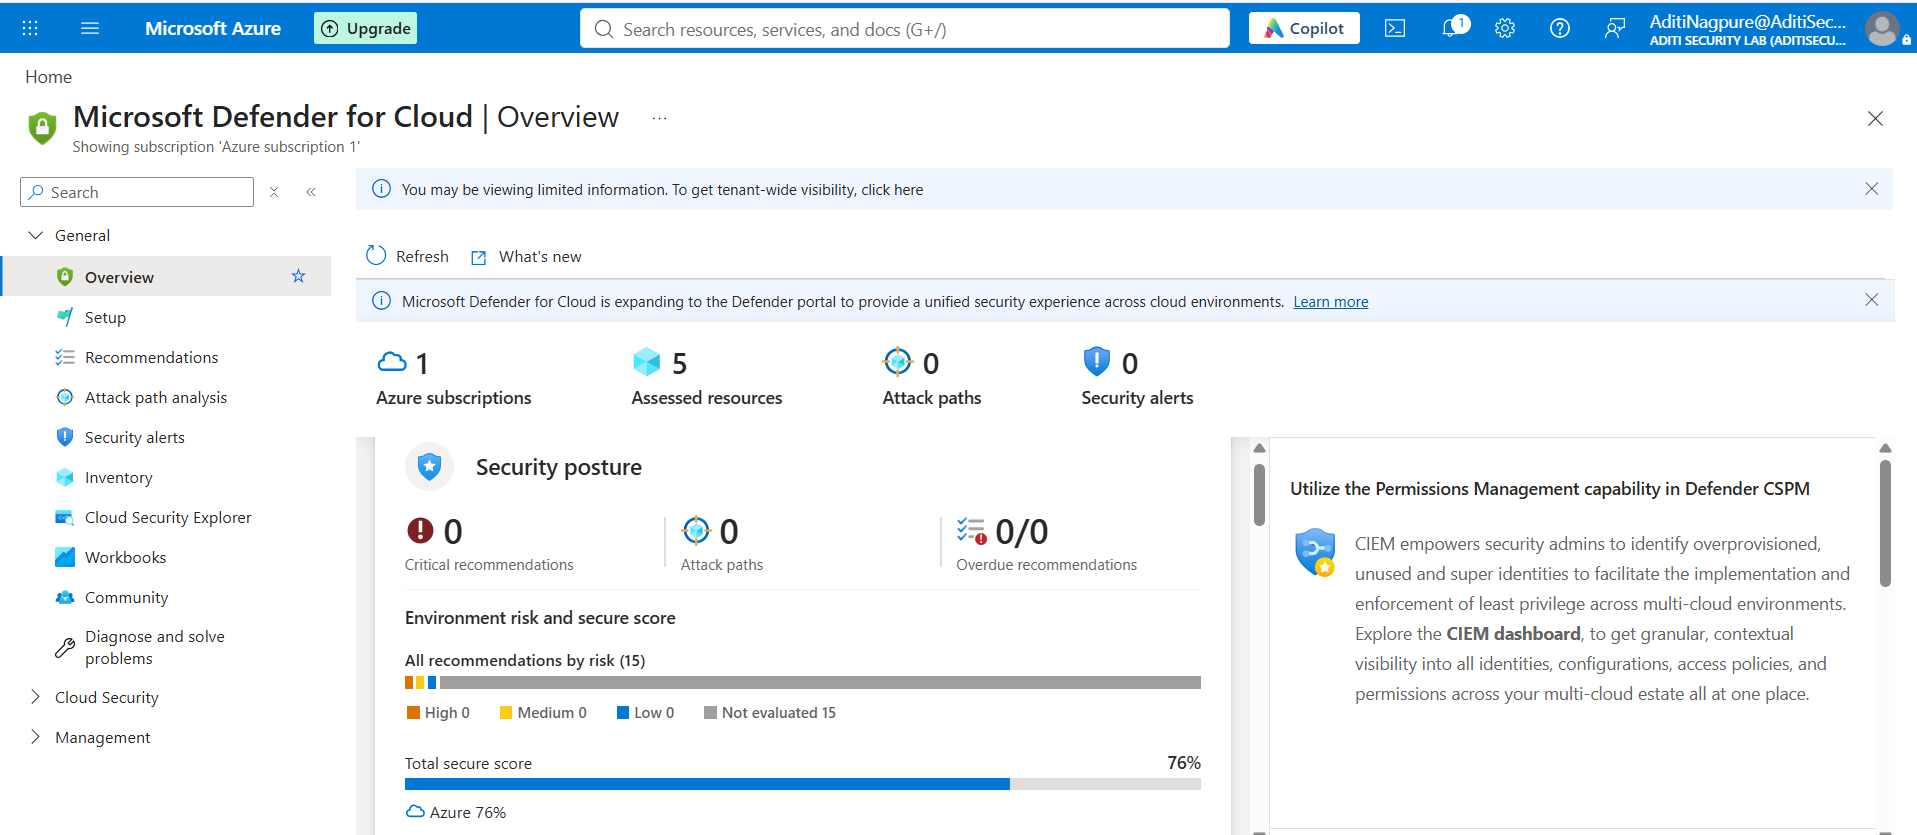 Microsoft Azure
Upgrade
Search resources, services, and docs (G+/)
Copilot
1
AditiNagpure@AditiSec...
ADITI SECURITY LAB (ADITISECU...
Home
Microsoft Defender for Cloud | Overview ...
Showing subscription 'Azure subscription 1'
Search
General
Overview
Setup
Recommendations
Attack path analysis
Security alerts
Inventory
Cloud Security Explorer
Workbooks
Community
Diagnose and solve
problems
Cloud Security
Management
You may be viewing limited information. To get tenant-wide visibility, click here
Refresh What's new
Microsoft Defender for Cloud is expanding to the Defender portal to provide a unified security experience across cloud environments. Learn more
1 5 0 0
Azure subscriptions Assessed resources Attack paths Security alerts
Security posture
0 0 0/0
Critical recommendations Attack paths Overdue recommendations
Environment risk and secure score
All recommendations by risk (15)
High 0 Medium 0 Low 0 Not evaluated 15
Total secure score 76%
Azure 76%
Utilize the Permissions Management capability in Defender CSPM
CIEM empowers security admins to identify overprovisioned,
unused and super identities to facilitate the implementation and
enforcement of least privilege across multi-cloud environments.
Explore the CIEM dashboard, to get granular, contextual
visibility into all identities, configurations, access policies, and
permissions across your multi-cloud estate all at one place.